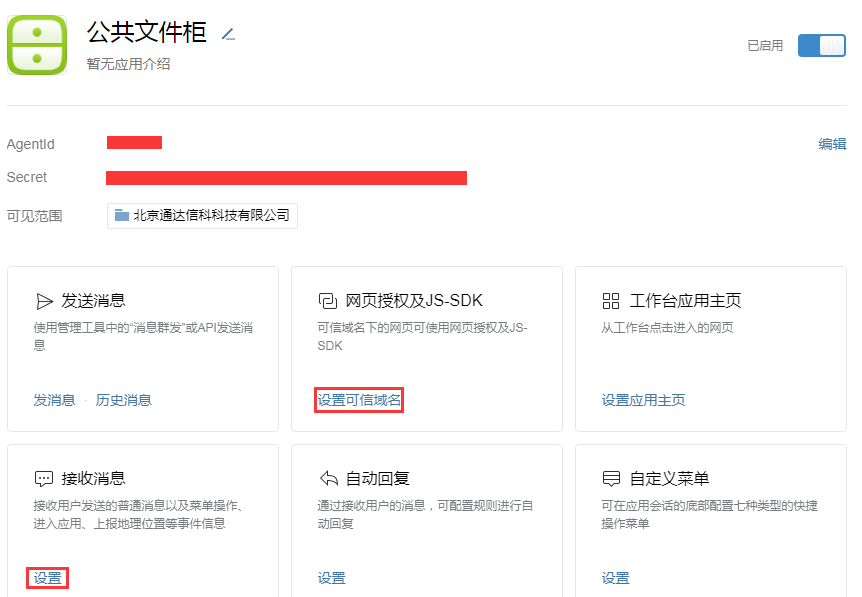 公共文件柜
暂无应用介绍
已启用
AgentId
编辑
Secret
可见范围
北京通达信科科技有限公司
发送消息
使用管理工具中的“消息群发”或API发送消
息
发消息 · 历史消息
网页授权及JS-SDK
可信域名下的网页可使用网页授权及JS-
SDK
设置可信域名
工作台应用主页
从工作台点击进入的网页
设置应用主页
接收消息
接收用户发送的普通消息以及菜单操作、
进入应用、上报地理位置等事件信息
设置
自动回复
通过接收用户的消息，可配置规则进行自
动回复
设置
自定义菜单
可在应用会话的底部配置七种类型的快捷
操作菜单
设置